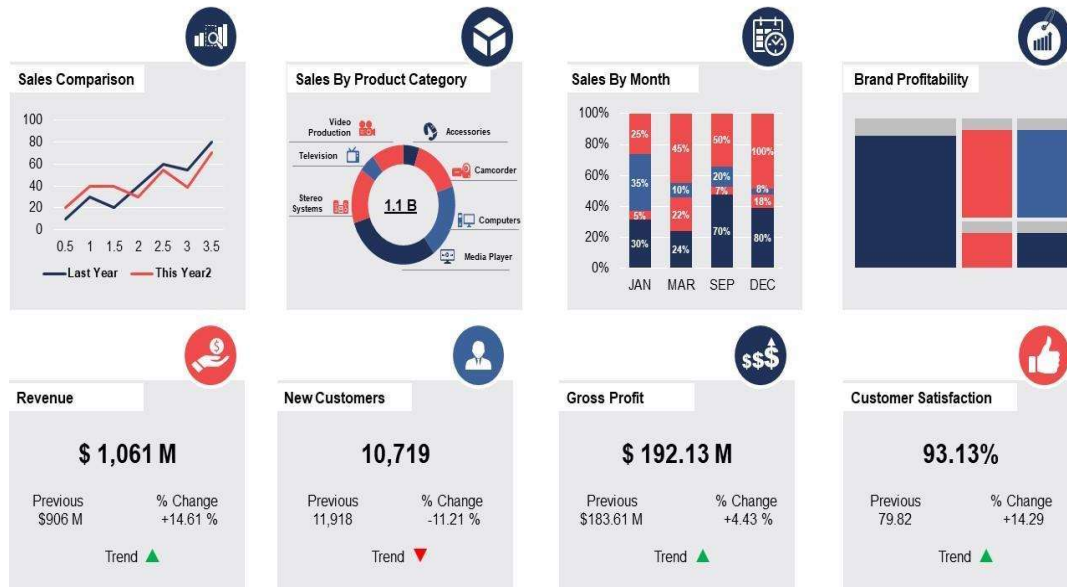 Sales Comparison
100
80
60
40
20
0
0.5 1 1.5 2 2.5 3 3.5
Last Year This Year2
Sales By Product Category
Video
Production
Accessories
Television
Camcorder
Stereo
Systems
1.1 B
Computers
Media Player
Sales By Month
100%
80%
60%
40%
20%
0%
25% 45% 50% 100%
35% 10% 20% 8%
5% 22% 7% 18%
30% 24% 70% 80%
JAN MAR SEP DEC
Brand Profitability
Revenue
$ 1,061 M
Previous % Change
$906 M +14.61 %
Trend
New Customers
10,719
Previous % Change
11,918 -11.21 %
Trend
$$$
Gross Profit
$ 192.13 M
Previous % Change
$183.61 M +4.43 %
Trend
Customer Satisfaction
93.13%
Previous % Change
79.82 +14.29
Trend